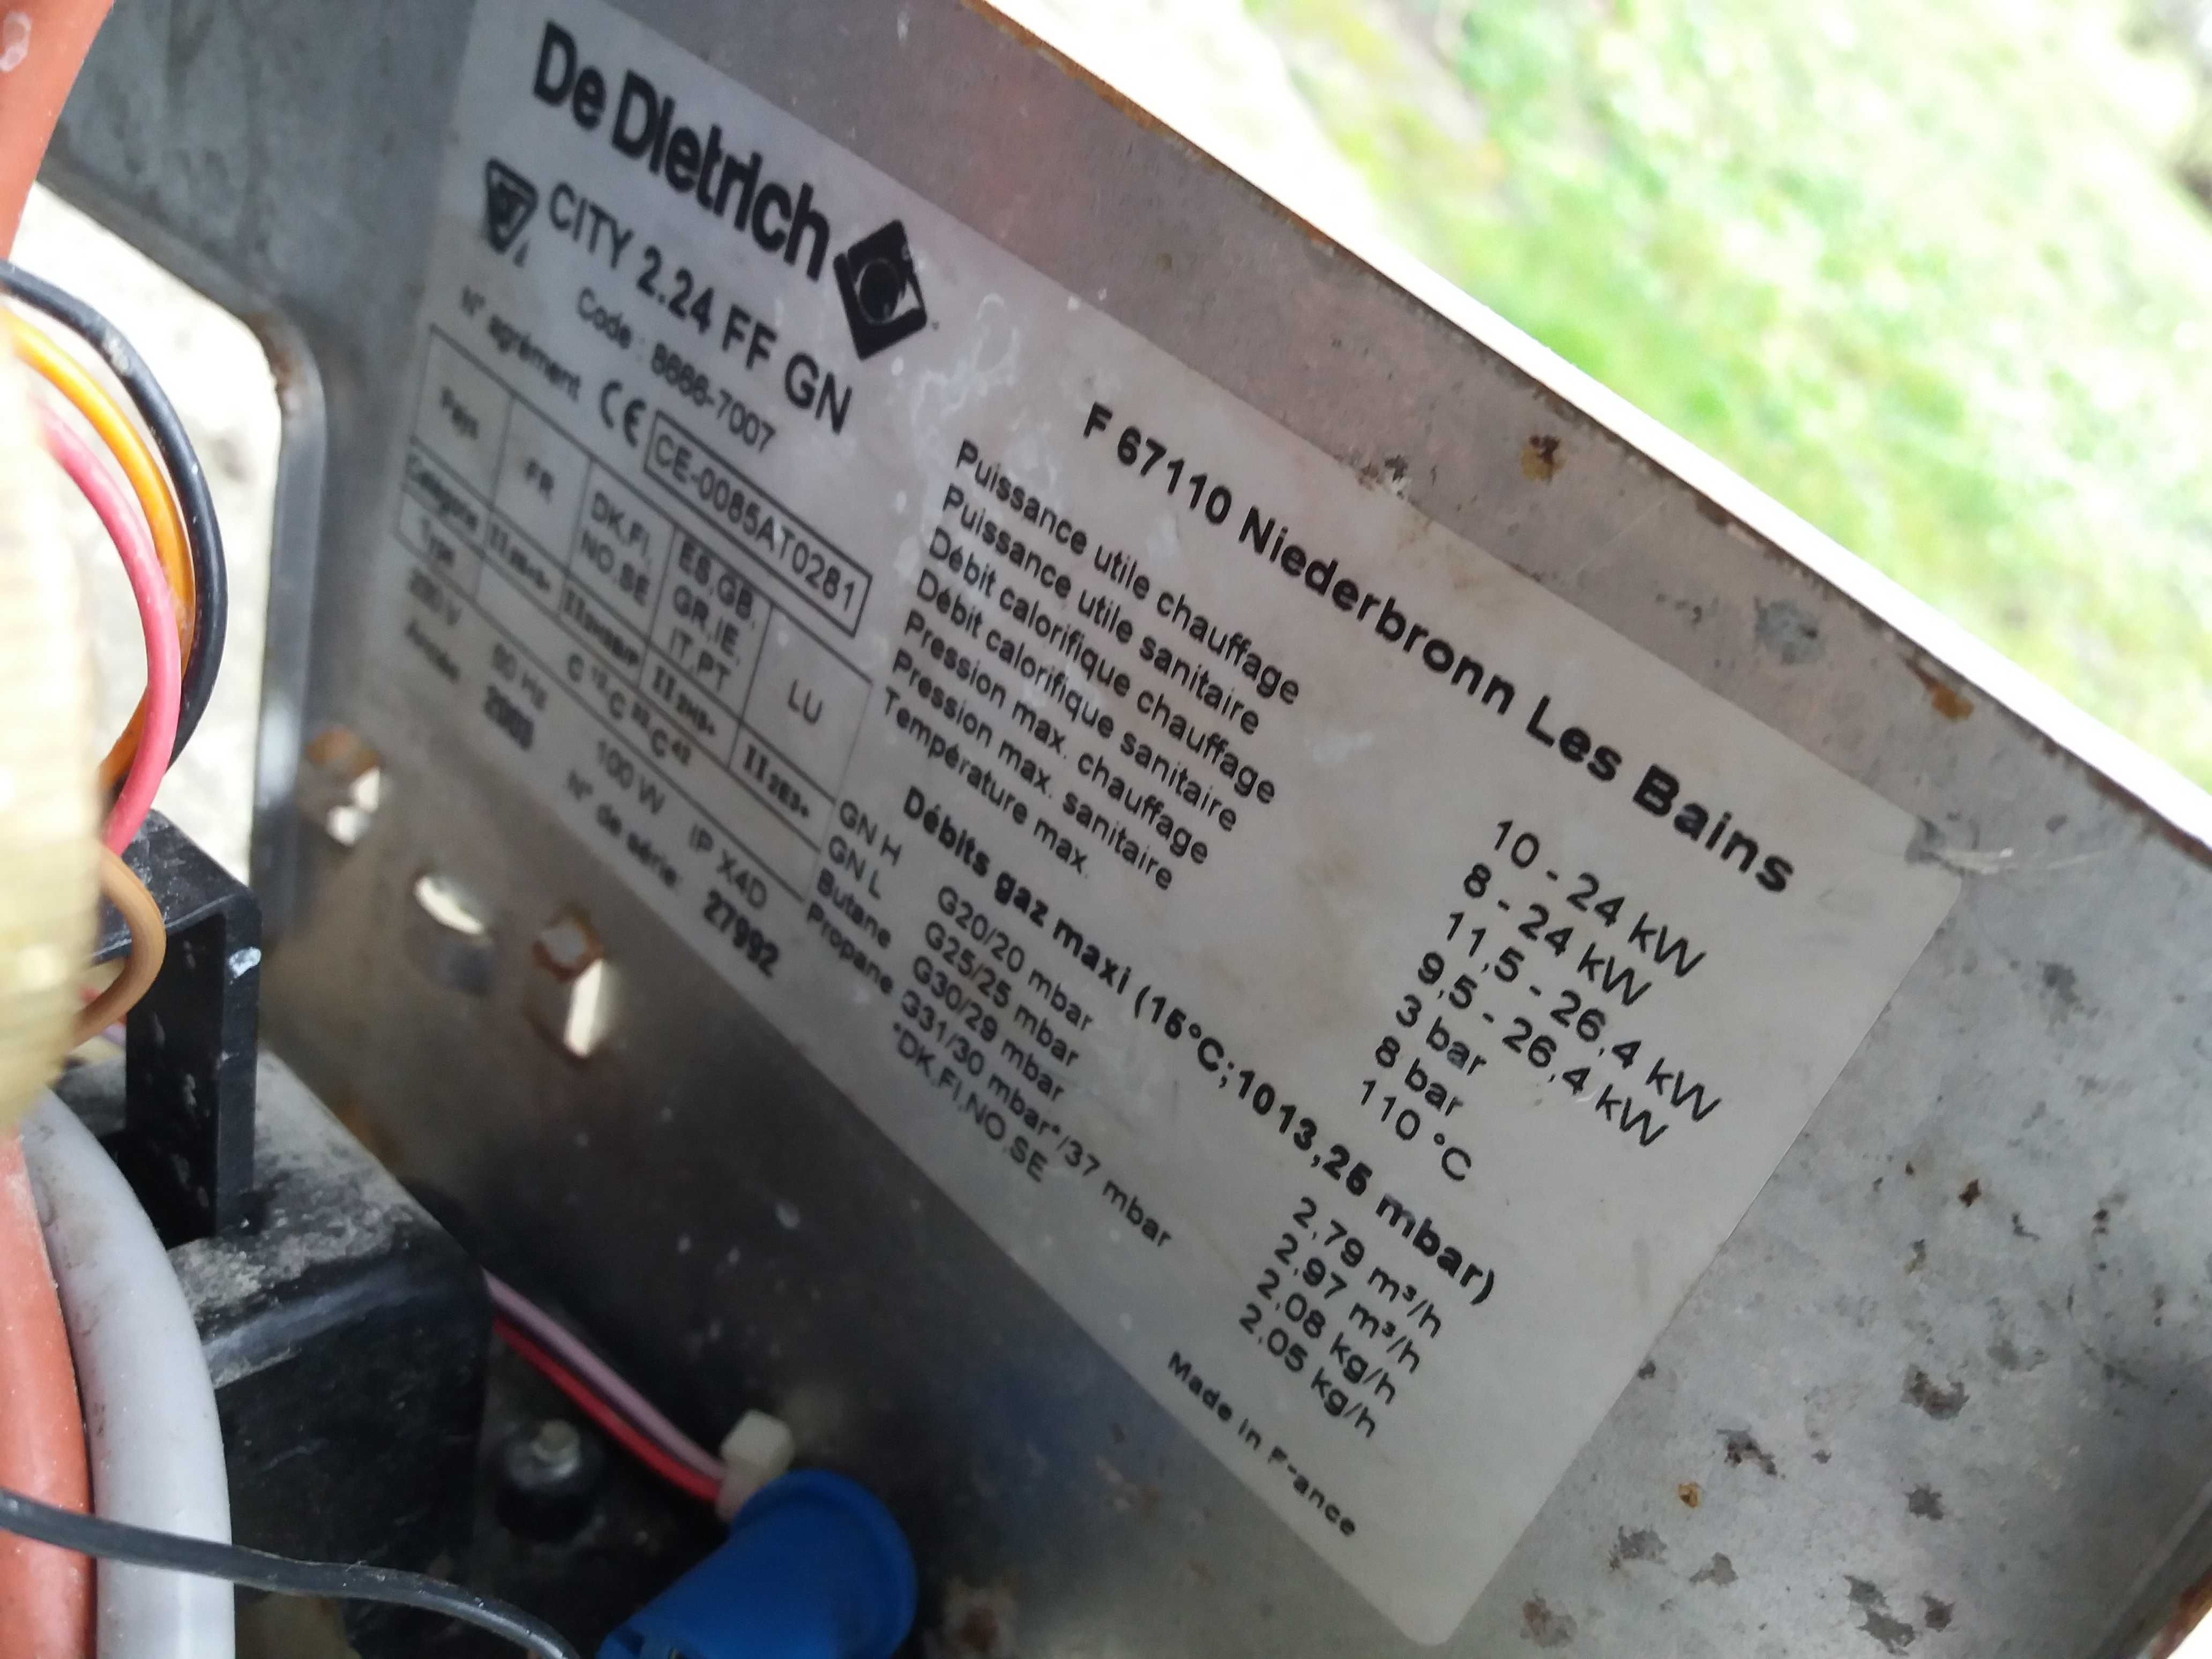 De Dietrich
CITY 2.24 FF GN
Code : 8666-7007
N° agrément CE CE-0085AT0281
Pays FR DK,FI, NO,SE ES,GB, GR,IE, IT,PT LU
Catégorie II 2E3+
Type C 12, C 32, C 42
230 V 50 Hz 100 W IP X4D
Année N° de série: 27992
F 67110 Niederbronn Les Bains
Puissance utile chauffage 10 - 24 kW
Puissance utile sanitaire 8 - 24 kW
Débit calorifique chauffage 11,5 - 26,4 kW
Débit calorifique sanitaire 9,5 - 26,4 kW
Pression max. chauffage 3 bar
Pression max. sanitaire 8 bar
Température max. 110 °C
Débits gaz maxi (15°C;1013,25 mbar)
GN H G20/20 mbar 2,79 m³/h
GN L G25/25 mbar 2,97 m³/h
Butane G30/29 mbar 2,08 kg/h
Propane G31/30 mbar*/37 mbar 2,05 kg/h
*DK,FI,NO,SE
Made in France